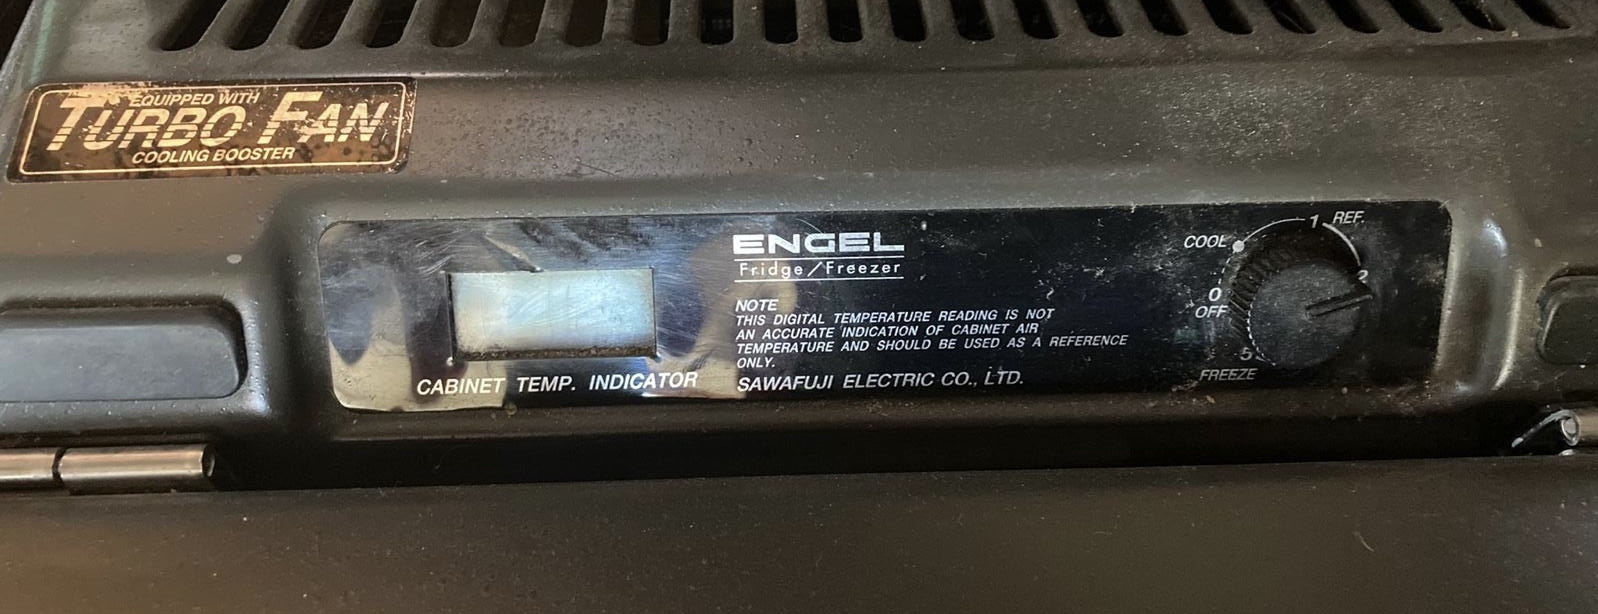 EQUIPPED WITH
TURBO FAN
COOLING BOOSTER
ENGEL
Fridge/Freezer
NOTE
THIS DIGITAL TEMPERATURE READING IS NOT
AN ACCURATE INDICATION OF CABINET AIR
TEMPERATURE AND SHOULD BE USED AS A REFERENCE
ONLY.
CABINET TEMP. INDICATOR
SAWAFUJI ELECTRIC CO., LTD.
1 REF.
COOL
2
0
OFF
5
FREEZE